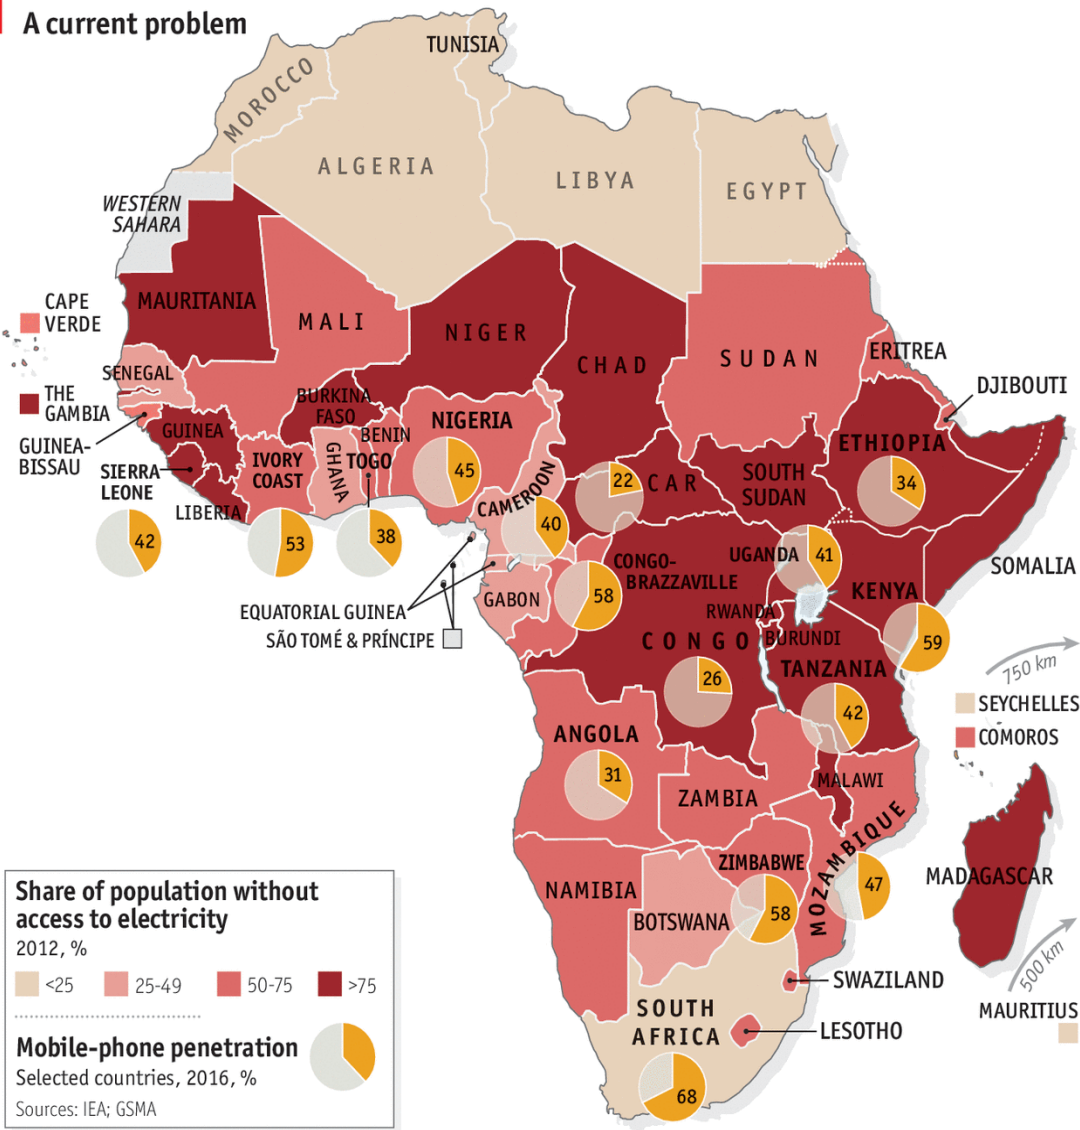 A current problem
TUNISIA
MOROCCO
ALGERIA
LIBYA
EGYPT
WESTERN
SAHARA
CAPE
VERDE
MAURITANIA
MALI
NIGER
CHAD
SUDAN
ERITREA
DJIBOUTI
SENEGAL
THE
GAMBIA
GUINEA-
BISSAU
GUINEA
BURKINA
FASO
BENIN
NIGERIA
45
ETHIOPIA
34
SIERRA
LEONE
42
LIBERIA
IVORY
COAST
53
GHANA
TOGO
38
CAMEROON
40
22
CAR
SOUTH
SUDAN
SOMALIA
UGANDA
41
KENYA
59
EQUATORIAL GUINEA
SÃO TOMÉ & PRÍNCIPE
GABON
CONGO-
BRAZZAVILLE
58
RWANDA
BURUNDI
CONGO
26
TANZANIA
42
750 km
SEYCHELLES
COMOROS
ANGOLA
31
ZAMBIA
MALAWI
MOZAMBIQUE
47
MADAGASCAR
ZIMBABWE
58
NAMIBIA
BOTSWANA
SWAZILAND
500 km
MAURITIUS
SOUTH
AFRICA
68
LESOTHO
Share of population without
access to electricity
2012, %
<25
25-49
50-75
>75
Mobile-phone penetration
Selected countries, 2016, %
Sources: IEA; GSMA